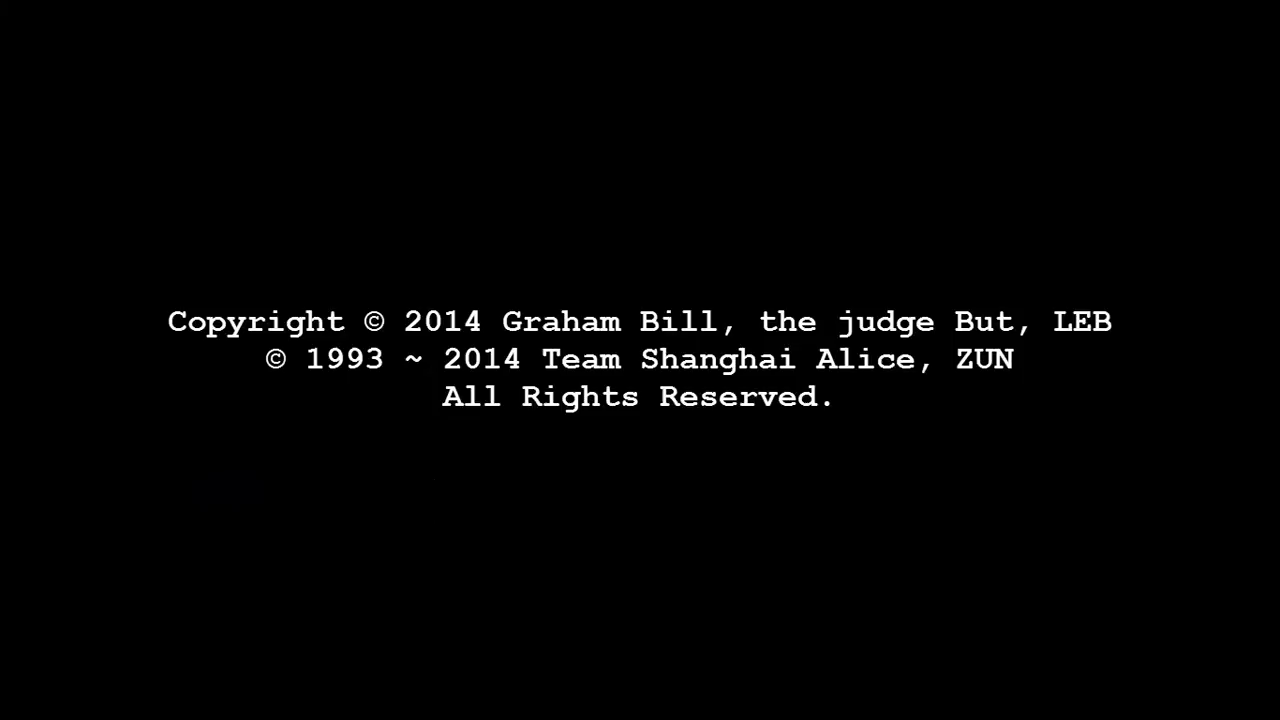 Copyright © 2014 Graham Bill, the judge But, LEB
© 1993 ~ 2014 Team Shanghai Alice, ZUN
All Rights Reserved.